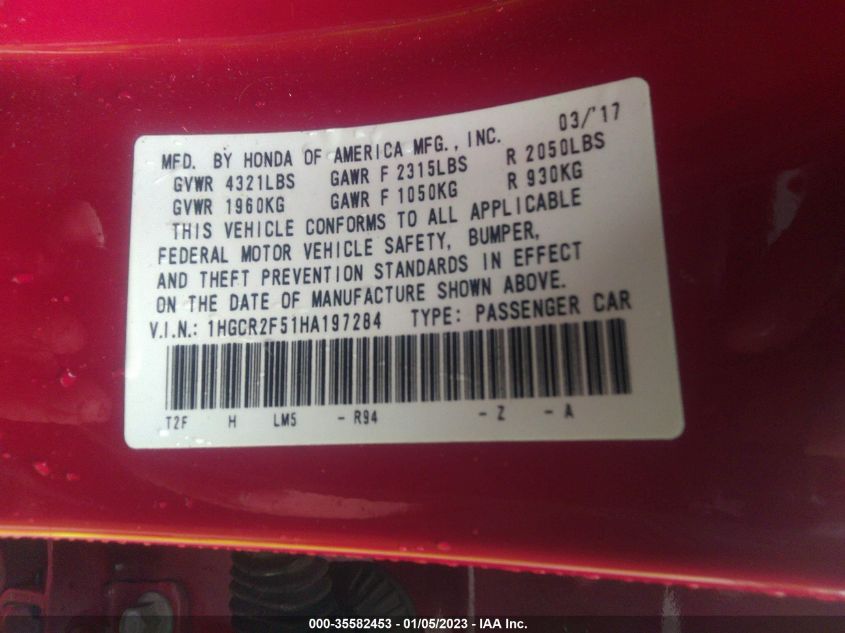 MFD. BY HONDA OF AMERICA MFG., INC. 03/'17
GVWR 4321LBS GAWR F 2315LBS R 2050LBS
GVWR 1960KG GAWR F 1050KG R 930KG
THIS VEHICLE CONFORMS TO ALL APPLICABLE
FEDERAL MOTOR VEHICLE SAFETY, BUMPER,
AND THEFT PREVENTION STANDARDS IN EFFECT
ON THE DATE OF MANUFACTURE SHOWN ABOVE.
V.I.N.: 1HGCR2F51HA197284 TYPE: PASSENGER CAR
T2F H LM5 - R94 - Z - A
000-35582453 - 01/05/2023 - IAA Inc.